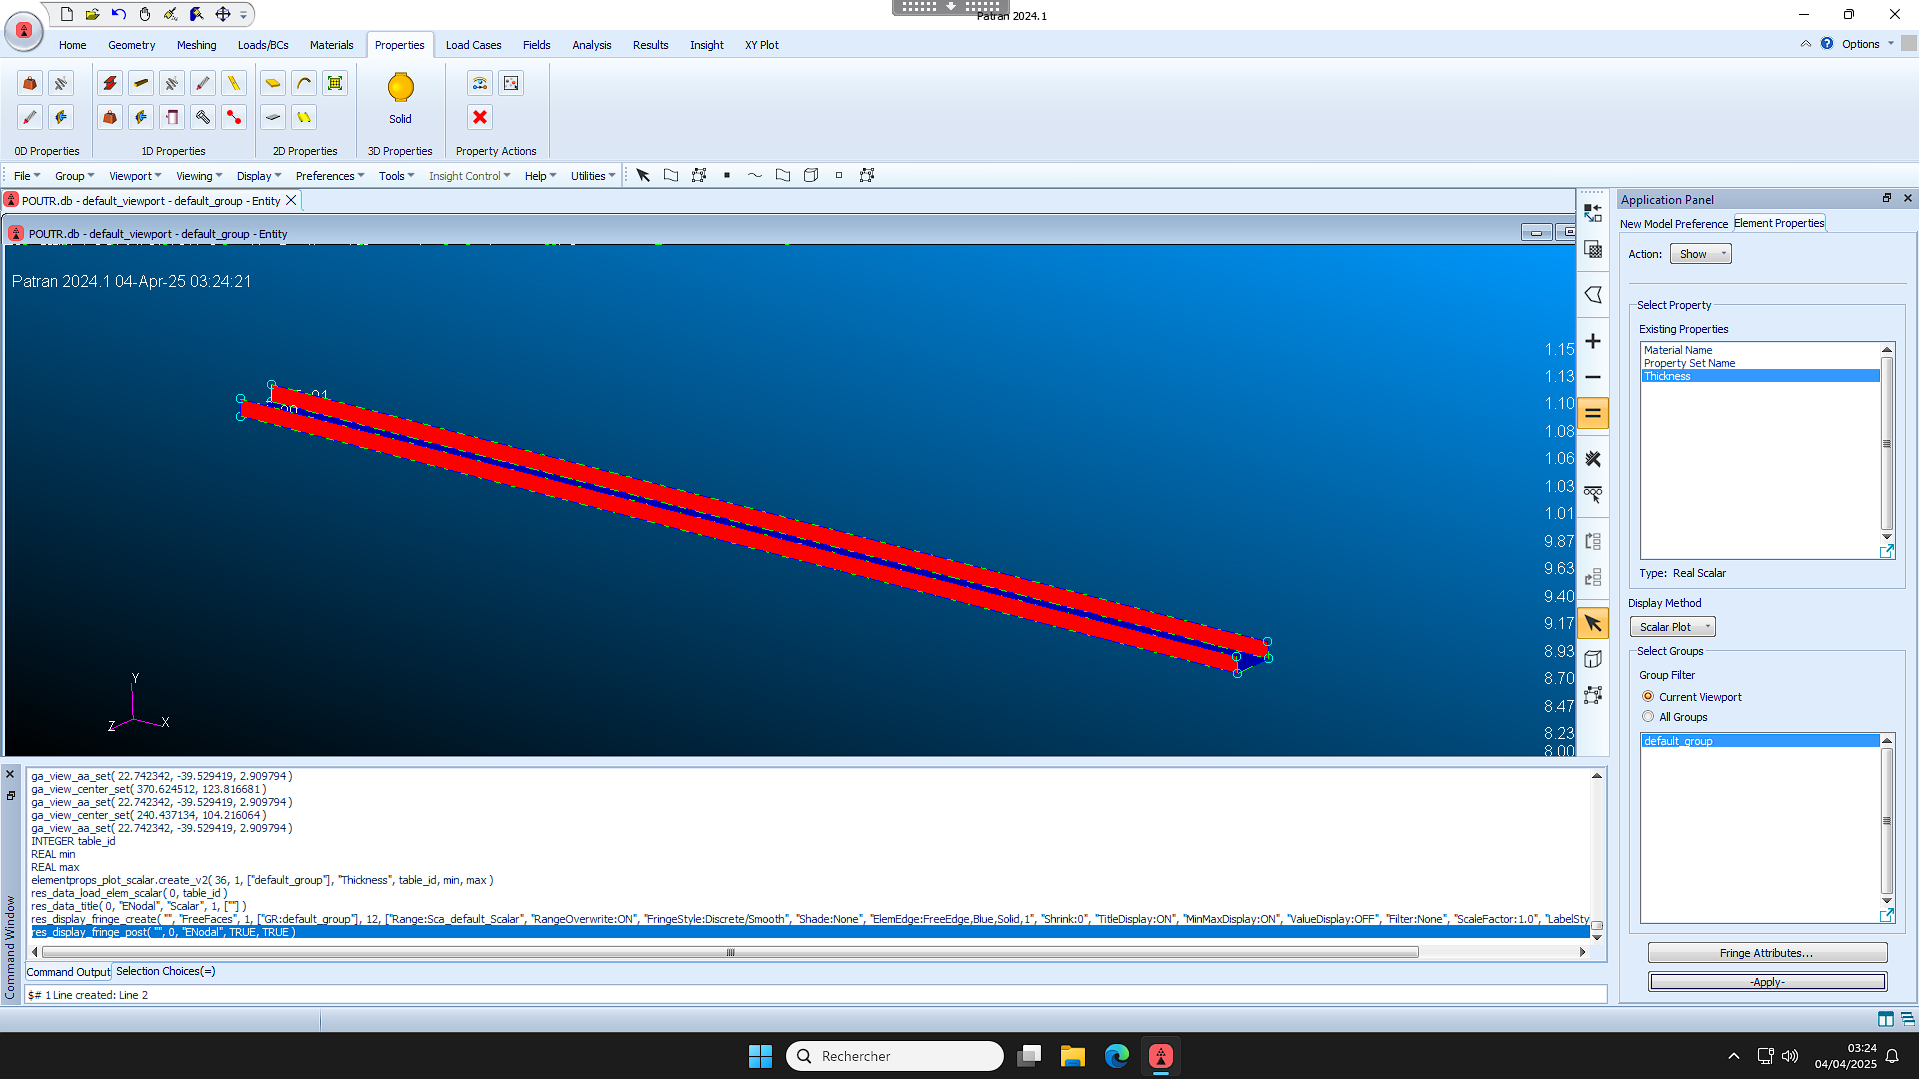 Patran 2024.1
Home Geometry Meshing Loads/BCs Materials Properties Load Cases Fields Analysis Results Insight XY Plot
Options
Solid
0D Properties 1D Properties 2D Properties 3D Properties Property Actions
File Group Viewport Viewing Display Preferences Tools Insight Control Help Utilities
POUTR.db - default_viewport - default_group - Entity
POUTR.db - default_viewport - default_group - Entity
Patran 2024.1 04-Apr-25 03:24:21
1.15
1.13
1.10
1.08
1.06
1.03
1.01
9.87
9.63
9.40
9.17
8.93
8.70
8.47
8.23
8.00
Y
Z
X
Application Panel
New Model Preference Element Properties
Action: Show
Select Property
Existing Properties
Material Name
Property Set Name
Thickness
Type: Real Scalar
Display Method
Scalar Plot
Select Groups
Group Filter
Current Viewport
All Groups
default_group
Fringe Attributes...
-Apply-
Command Window
ga_view_aa_set( 22.742342, -39.529419, 2.909794 )
ga_view_center_set( 370.624512, 123.816681 )
ga_view_aa_set( 22.742342, -39.529419, 2.909794 )
ga_view_center_set( 240.437134, 104.216064 )
ga_view_aa_set( 22.742342, -39.529419, 2.909794 )
INTEGER table_id
REAL min
REAL max
elementprops_plot_scalar.create_v2( 36, 1, ["default_group"], "Thickness", table_id, min, max )
res_data_load_elem_scalar( 0, table_id )
res_data_title( 0, "ENodal", "Scalar", 1, [""] )
res_display_fringe_create( "", "FreeFaces", 1, ["GR:default_group"], 12, ["Range:Sca_default_Scalar", "RangeOverwrite:ON", "FringeStyle:Discrete/Smooth", "Shade:None", "ElemEdge:FreeEdge,Blue,Solid,1", "Shrink:0", "TitleDisplay:ON", "MinMaxDisplay:ON", "ValueDisplay:OFF", "Filter:None", "ScaleFactor:1.0", "LabelSty
res_display_fringe_post( "", 0, "ENodal", TRUE, TRUE )
Command Output Selection Choices(=)
$# 1 Line created: Line 2
Rechercher
03:24
04/04/2025